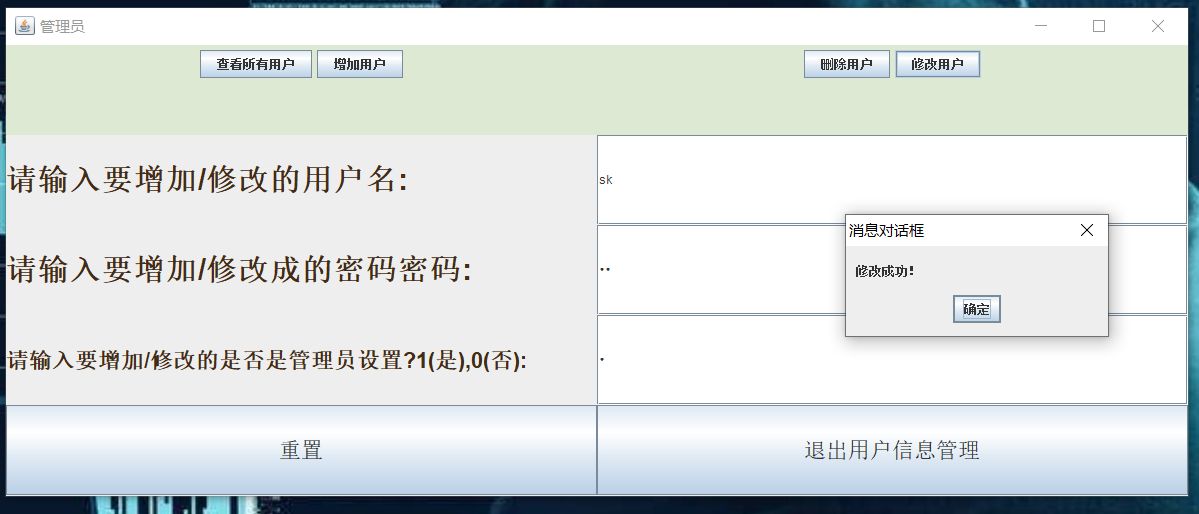 管理员
查看所有用户 增加用户 删除用户 修改用户
请输入要增加/修改的用户名:
sk
消息对话框
修改成功!
确定
请输入要增加/修改成的密码密码:
请输入要增加/修改的是否是管理员设置?1(是),0(否):
重置 退出用户信息管理